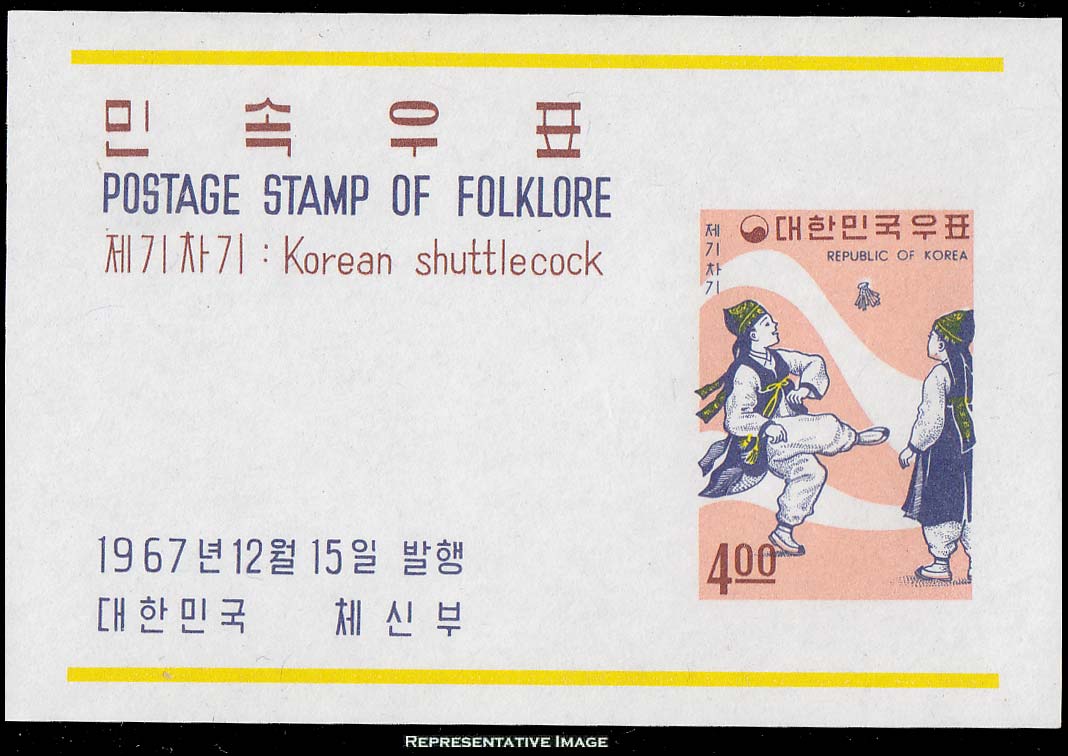 민 속 우 표
POSTAGE STAMP OF FOLKLORE
제기차기 : Korean shuttlecock
제기차기
대한민국우표
REPUBLIC OF KOREA
4.00
1967년 12월 15일 발행
대한민국 체신부
REPRESENTATIVE IMAGE